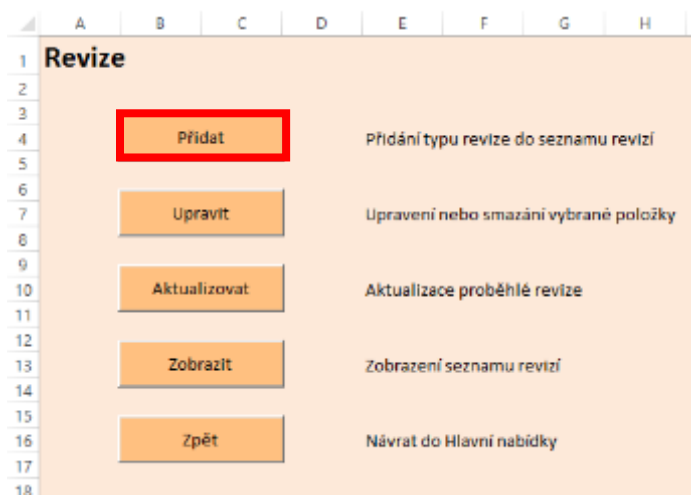 A B C D E F G H
1 Revize
2
3
4 Přidat Přidání typu revize do seznamu revizí
5
6
7 Upravit Upravení nebo smazání vybrané položky
8
9
10 Aktualizovat Aktualizace proběhlé revize
11
12
13 Zobrazit Zobrazení seznamu revizí
14
15
16 Zpět Návrat do Hlavní nabídky
17
18